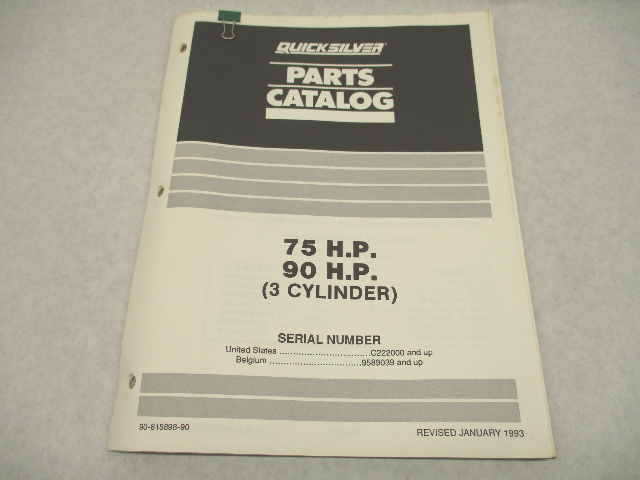 QUICKSILVER
PARTS
CATALOG
75 H.P.
90 H.P.
(3 CYLINDER)
SERIAL NUMBER
United States ................................C222000 and up
Belgium ................................9589039 and up
90-815898-90
REVISED JANUARY 1993